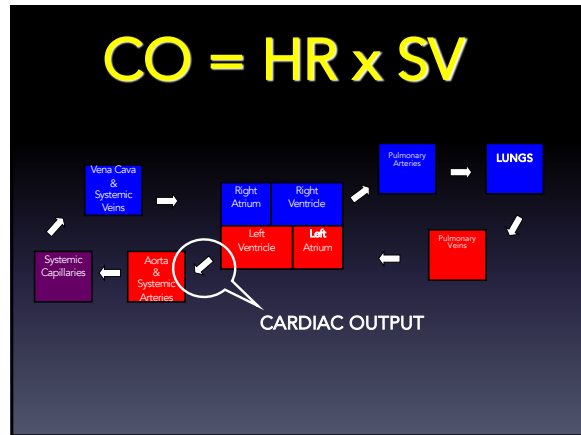 CO = HR x SV
Pulmonary
Arteries
LUNGS
Vena Cava
&
Systemic
Veins
Right
Atrium
Right
Ventricle
Left
Ventricle
Left
Atrium
Pulmonary
Veins
Systemic
Capillaries
Aorta
&
Systemic
Arteries
CARDIAC OUTPUT